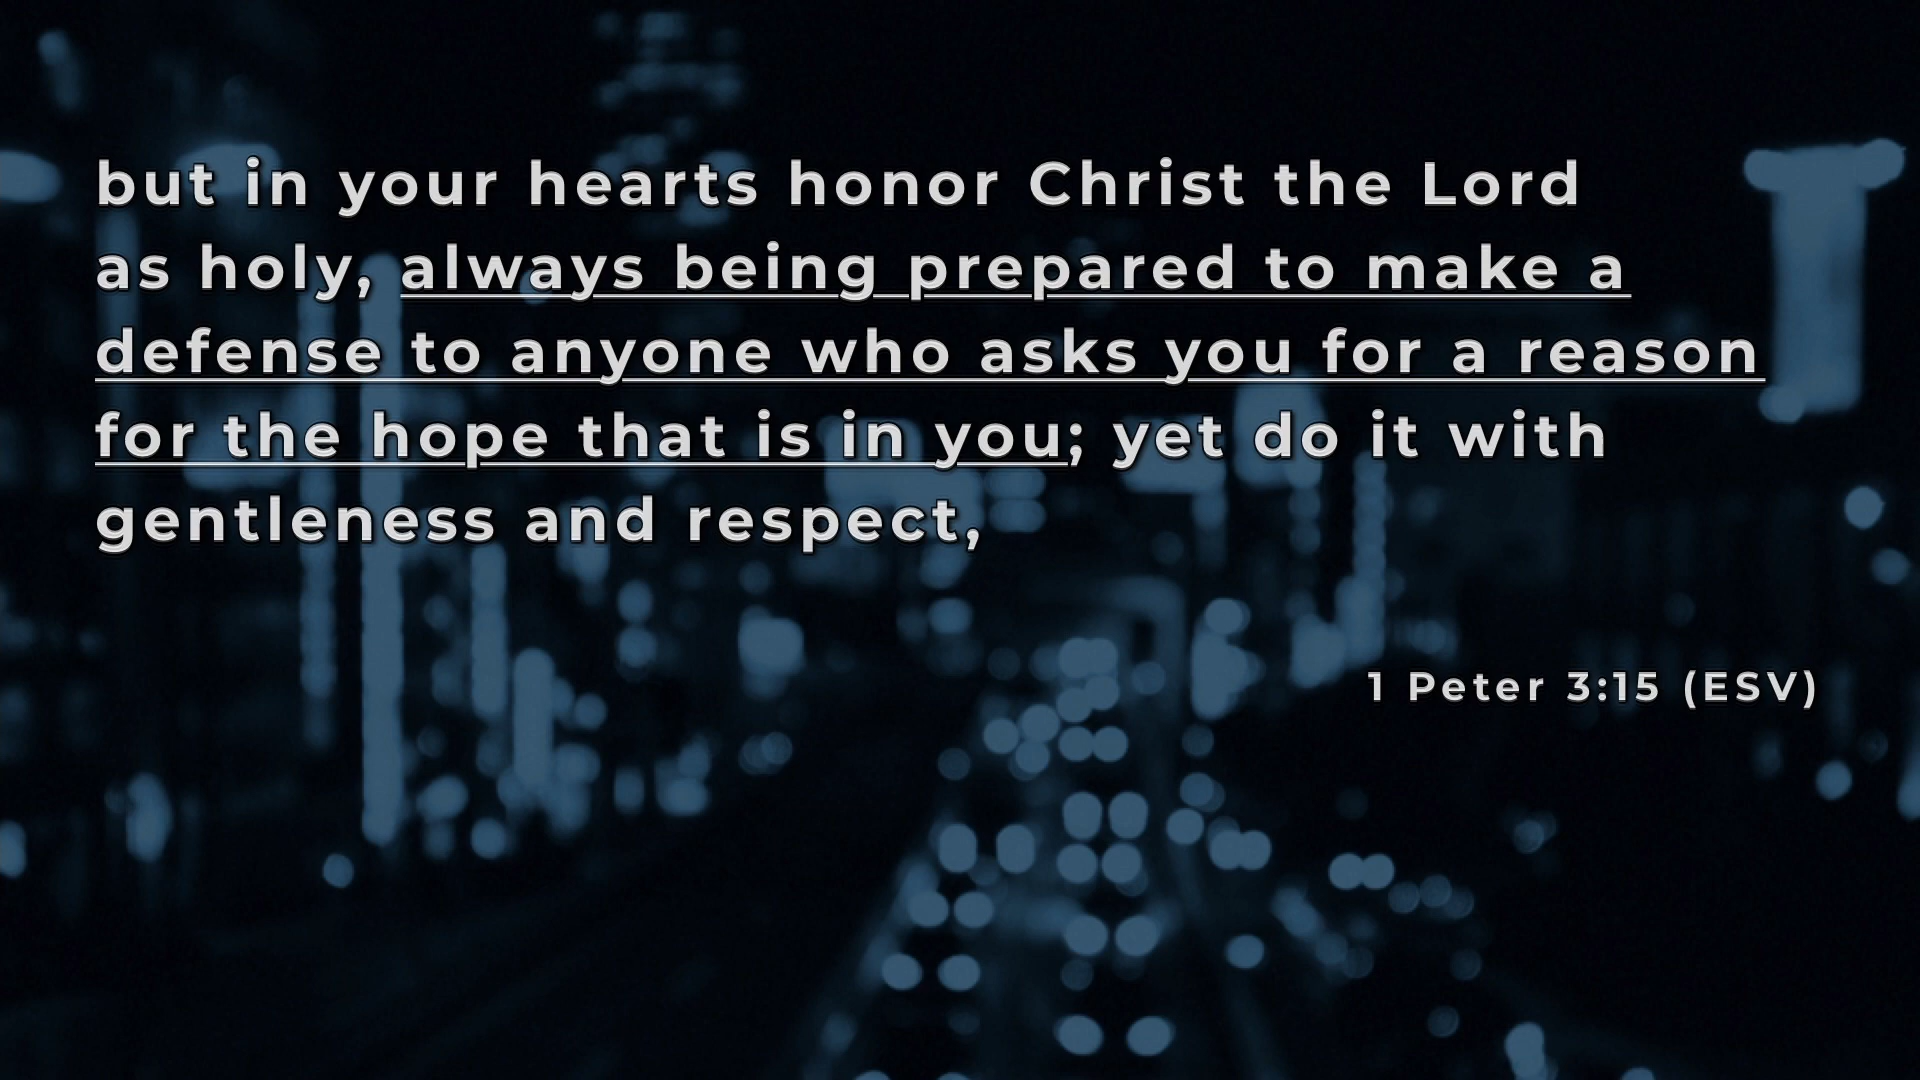 but in your hearts honor Christ the Lord
as holy, always being prepared to make a
defense to anyone who asks you for a reason
for the hope that is in you; yet do it with
gentleness and respect,
1 Peter 3:15 (ESV)